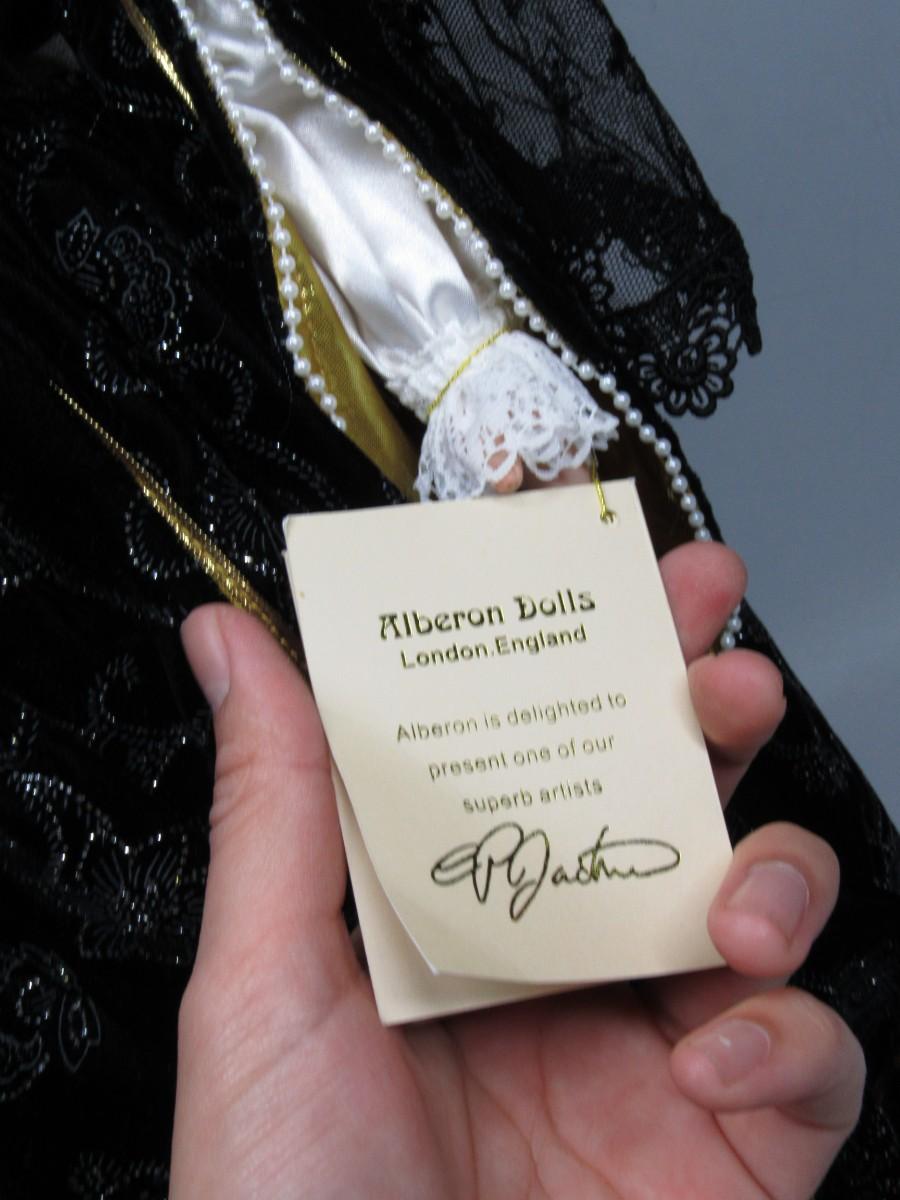 Alberon Dolls
London.England
Alberon is delighted to
present one of our
superb artists